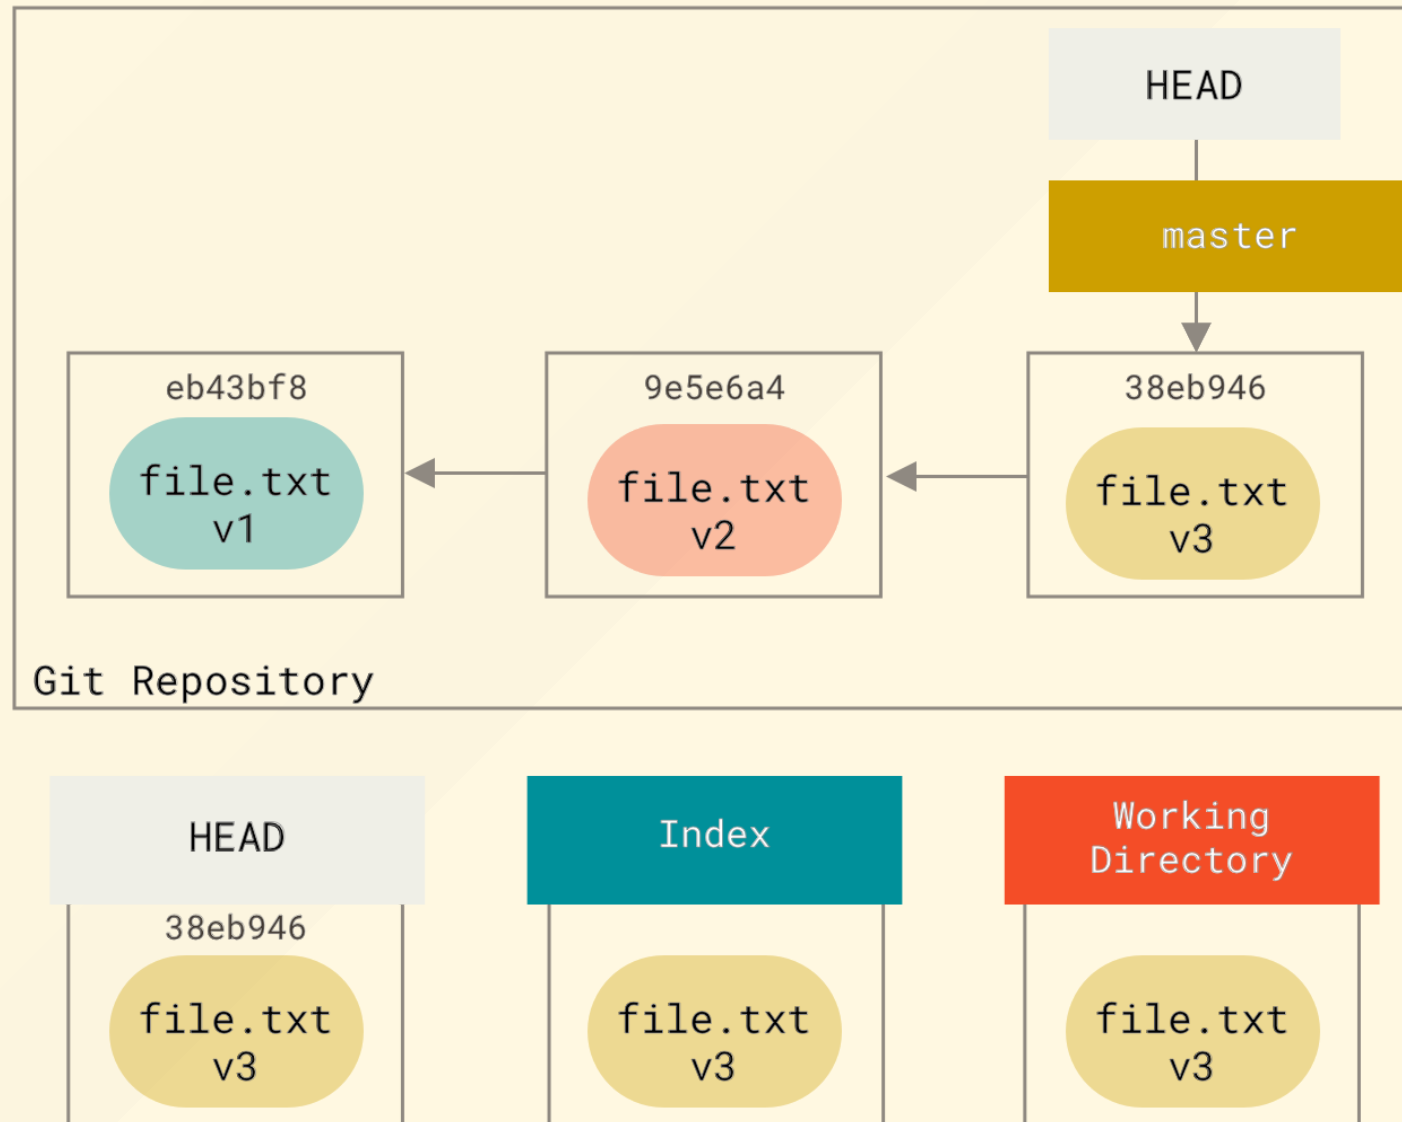 HEAD
master
eb43bf8
9e5e6a4
38eb946
file.txt
v1
file.txt
v2
file.txt
v3
Git Repository
HEAD
Index
Working
Directory
38eb946
file.txt
v3
file.txt
v3
file.txt
v3